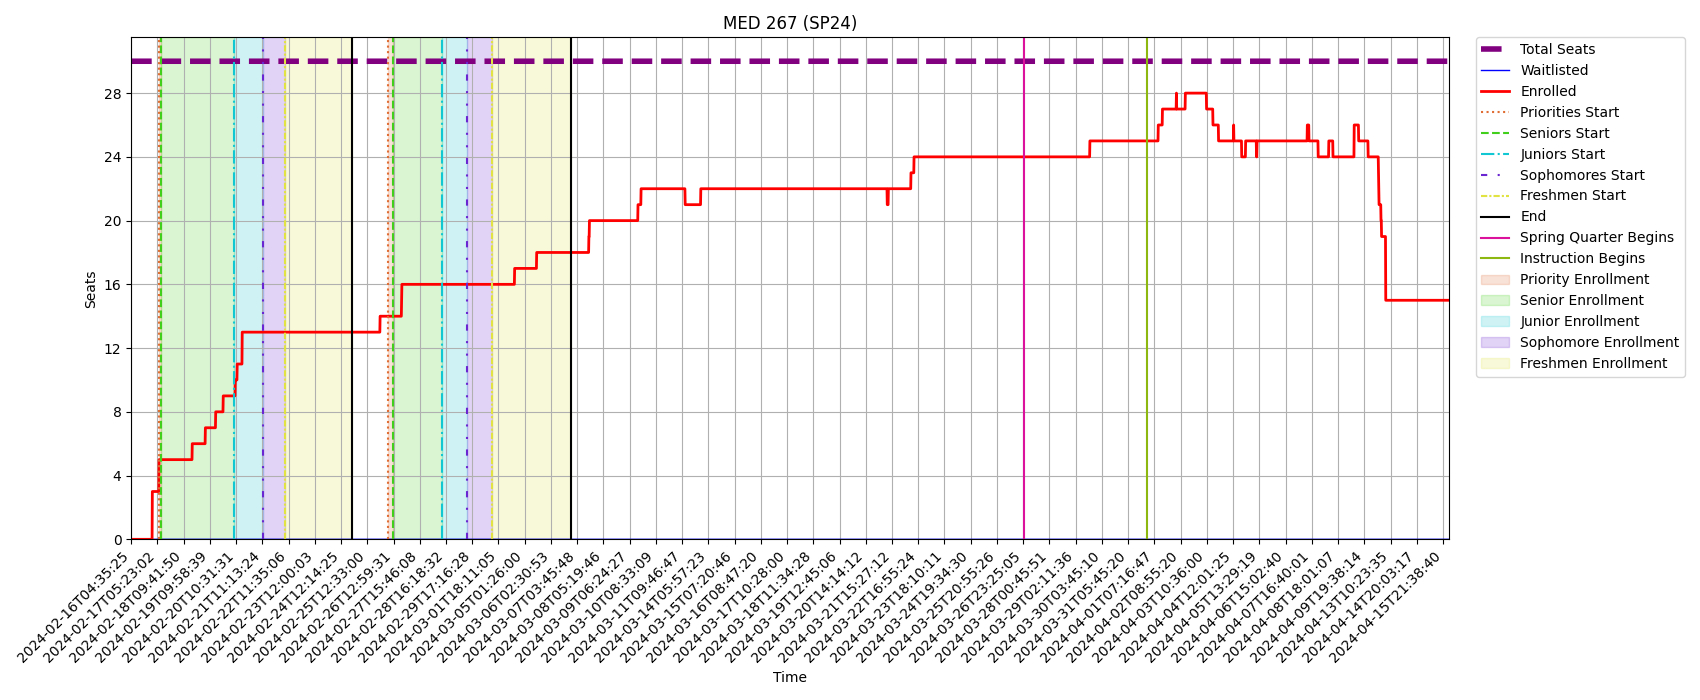 MED 267 (SP24)
Seats
28
24
20
16
12
8
4
0
2024-02-16T04:35:25
2024-02-17T05:23:02
2024-02-18T09:41:50
2024-02-19T09:58:39
2024-02-20T10:31:31
2024-02-21T11:13:24
2024-02-22T11:35:06
2024-02-23T12:00:03
2024-02-24T12:14:25
2024-02-25T12:33:00
2024-02-26T12:59:31
2024-02-27T15:46:08
2024-02-28T16:18:32
2024-02-29T17:16:28
2024-03-01T18:11:05
2024-03-05T01:26:00
2024-03-06T02:30:53
2024-03-07T03:45:48
2024-03-08T05:19:46
2024-03-09T06:24:27
2024-03-10T08:33:09
2024-03-11T09:46:47
2024-03-14T05:57:23
2024-03-15T07:20:46
2024-03-16T08:47:20
2024-03-17T10:28:00
2024-03-18T11:34:28
2024-03-19T12:45:06
2024-03-20T14:14:12
2024-03-21T15:27:12
2024-03-22T16:55:24
2024-03-23T18:10:11
2024-03-24T19:34:30
2024-03-25T20:55:26
2024-03-26T23:25:05
2024-03-28T00:45:51
2024-03-29T02:11:36
2024-03-30T03:45:10
2024-03-31T05:45:20
2024-04-01T07:16:47
2024-04-02T08:55:20
2024-04-03T10:36:00
2024-04-04T12:01:25
2024-04-05T13:29:19
2024-04-06T15:02:40
2024-04-07T16:40:01
2024-04-08T18:01:07
2024-04-09T19:38:14
2024-04-13T10:23:35
2024-04-14T20:03:17
2024-04-15T21:38:40
Time
Total Seats
Waitlisted
Enrolled
Priorities Start
Seniors Start
Juniors Start
Sophomores Start
Freshmen Start
End
Spring Quarter Begins
Instruction Begins
Priority Enrollment
Senior Enrollment
Junior Enrollment
Sophomore Enrollment
Freshmen Enrollment